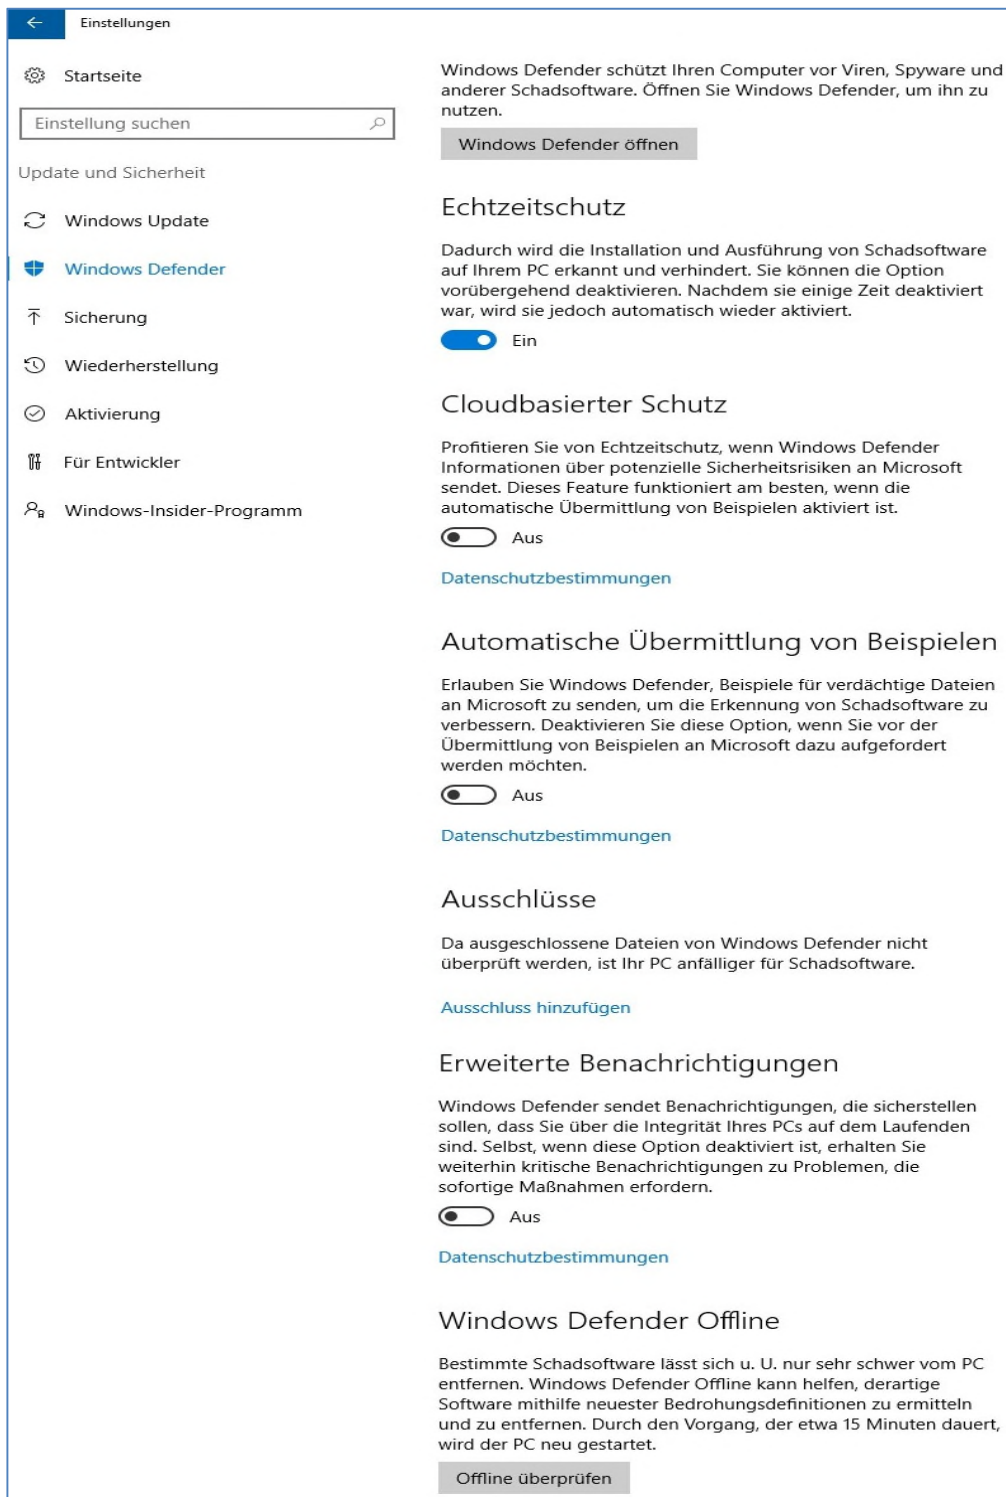 Einstellungen
Startseite
Einstellung suchen
Update und Sicherheit
Windows Update
Windows Defender
Sicherung
Wiederherstellung
Aktivierung
Für Entwickler
Windows-Insider-Programm
Windows Defender schützt Ihren Computer vor Viren, Spyware und
anderer Schadsoftware. Öffnen Sie Windows Defender, um ihn zu
nutzen.
Windows Defender öffnen
Echtzeitschutz
Dadurch wird die Installation und Ausführung von Schadsoftware
auf Ihrem PC erkannt und verhindert. Sie können die Option
vorübergehend deaktivieren. Nachdem sie einige Zeit deaktiviert
war, wird sie jedoch automatisch wieder aktiviert.
Ein
Cloudbasierter Schutz
Profitieren Sie von Echtzeitschutz, wenn Windows Defender
Informationen über potenzielle Sicherheitsrisiken an Microsoft
sendet. Dieses Feature funktioniert am besten, wenn die
automatische Übermittlung von Beispielen aktiviert ist.
Aus
Datenschutzbestimmungen
Automatische Übermittlung von Beispielen
Erlauben Sie Windows Defender, Beispiele für verdächtige Dateien
an Microsoft zu senden, um die Erkennung von Schadsoftware zu
verbessern. Deaktivieren Sie diese Option, wenn Sie vor der
Übermittlung von Beispielen an Microsoft dazu aufgefordert
werden möchten.
Aus
Datenschutzbestimmungen
Ausschlüsse
Da ausgeschlossene Dateien von Windows Defender nicht
überprüft werden, ist Ihr PC anfälliger für Schadsoftware.
Ausschluss hinzufügen
Erweiterte Benachrichtigungen
Windows Defender sendet Benachrichtigungen, die sicherstellen
sollen, dass Sie über die Integrität Ihres PCs auf dem Laufenden
sind. Selbst, wenn diese Option deaktiviert ist, erhalten Sie
weiterhin kritische Benachrichtigungen zu Problemen, die
sofortige Maßnahmen erfordern.
Aus
Datenschutzbestimmungen
Windows Defender Offline
Bestimmte Schadsoftware lässt sich u. U. nur sehr schwer vom PC
entfernen. Windows Defender Offline kann helfen, derartige
Software mithilfe neuester Bedrohungsdefinitionen zu ermitteln
und zu entfernen. Durch den Vorgang, der etwa 15 Minuten dauert,
wird der PC neu gestartet.
Offline überprüfen